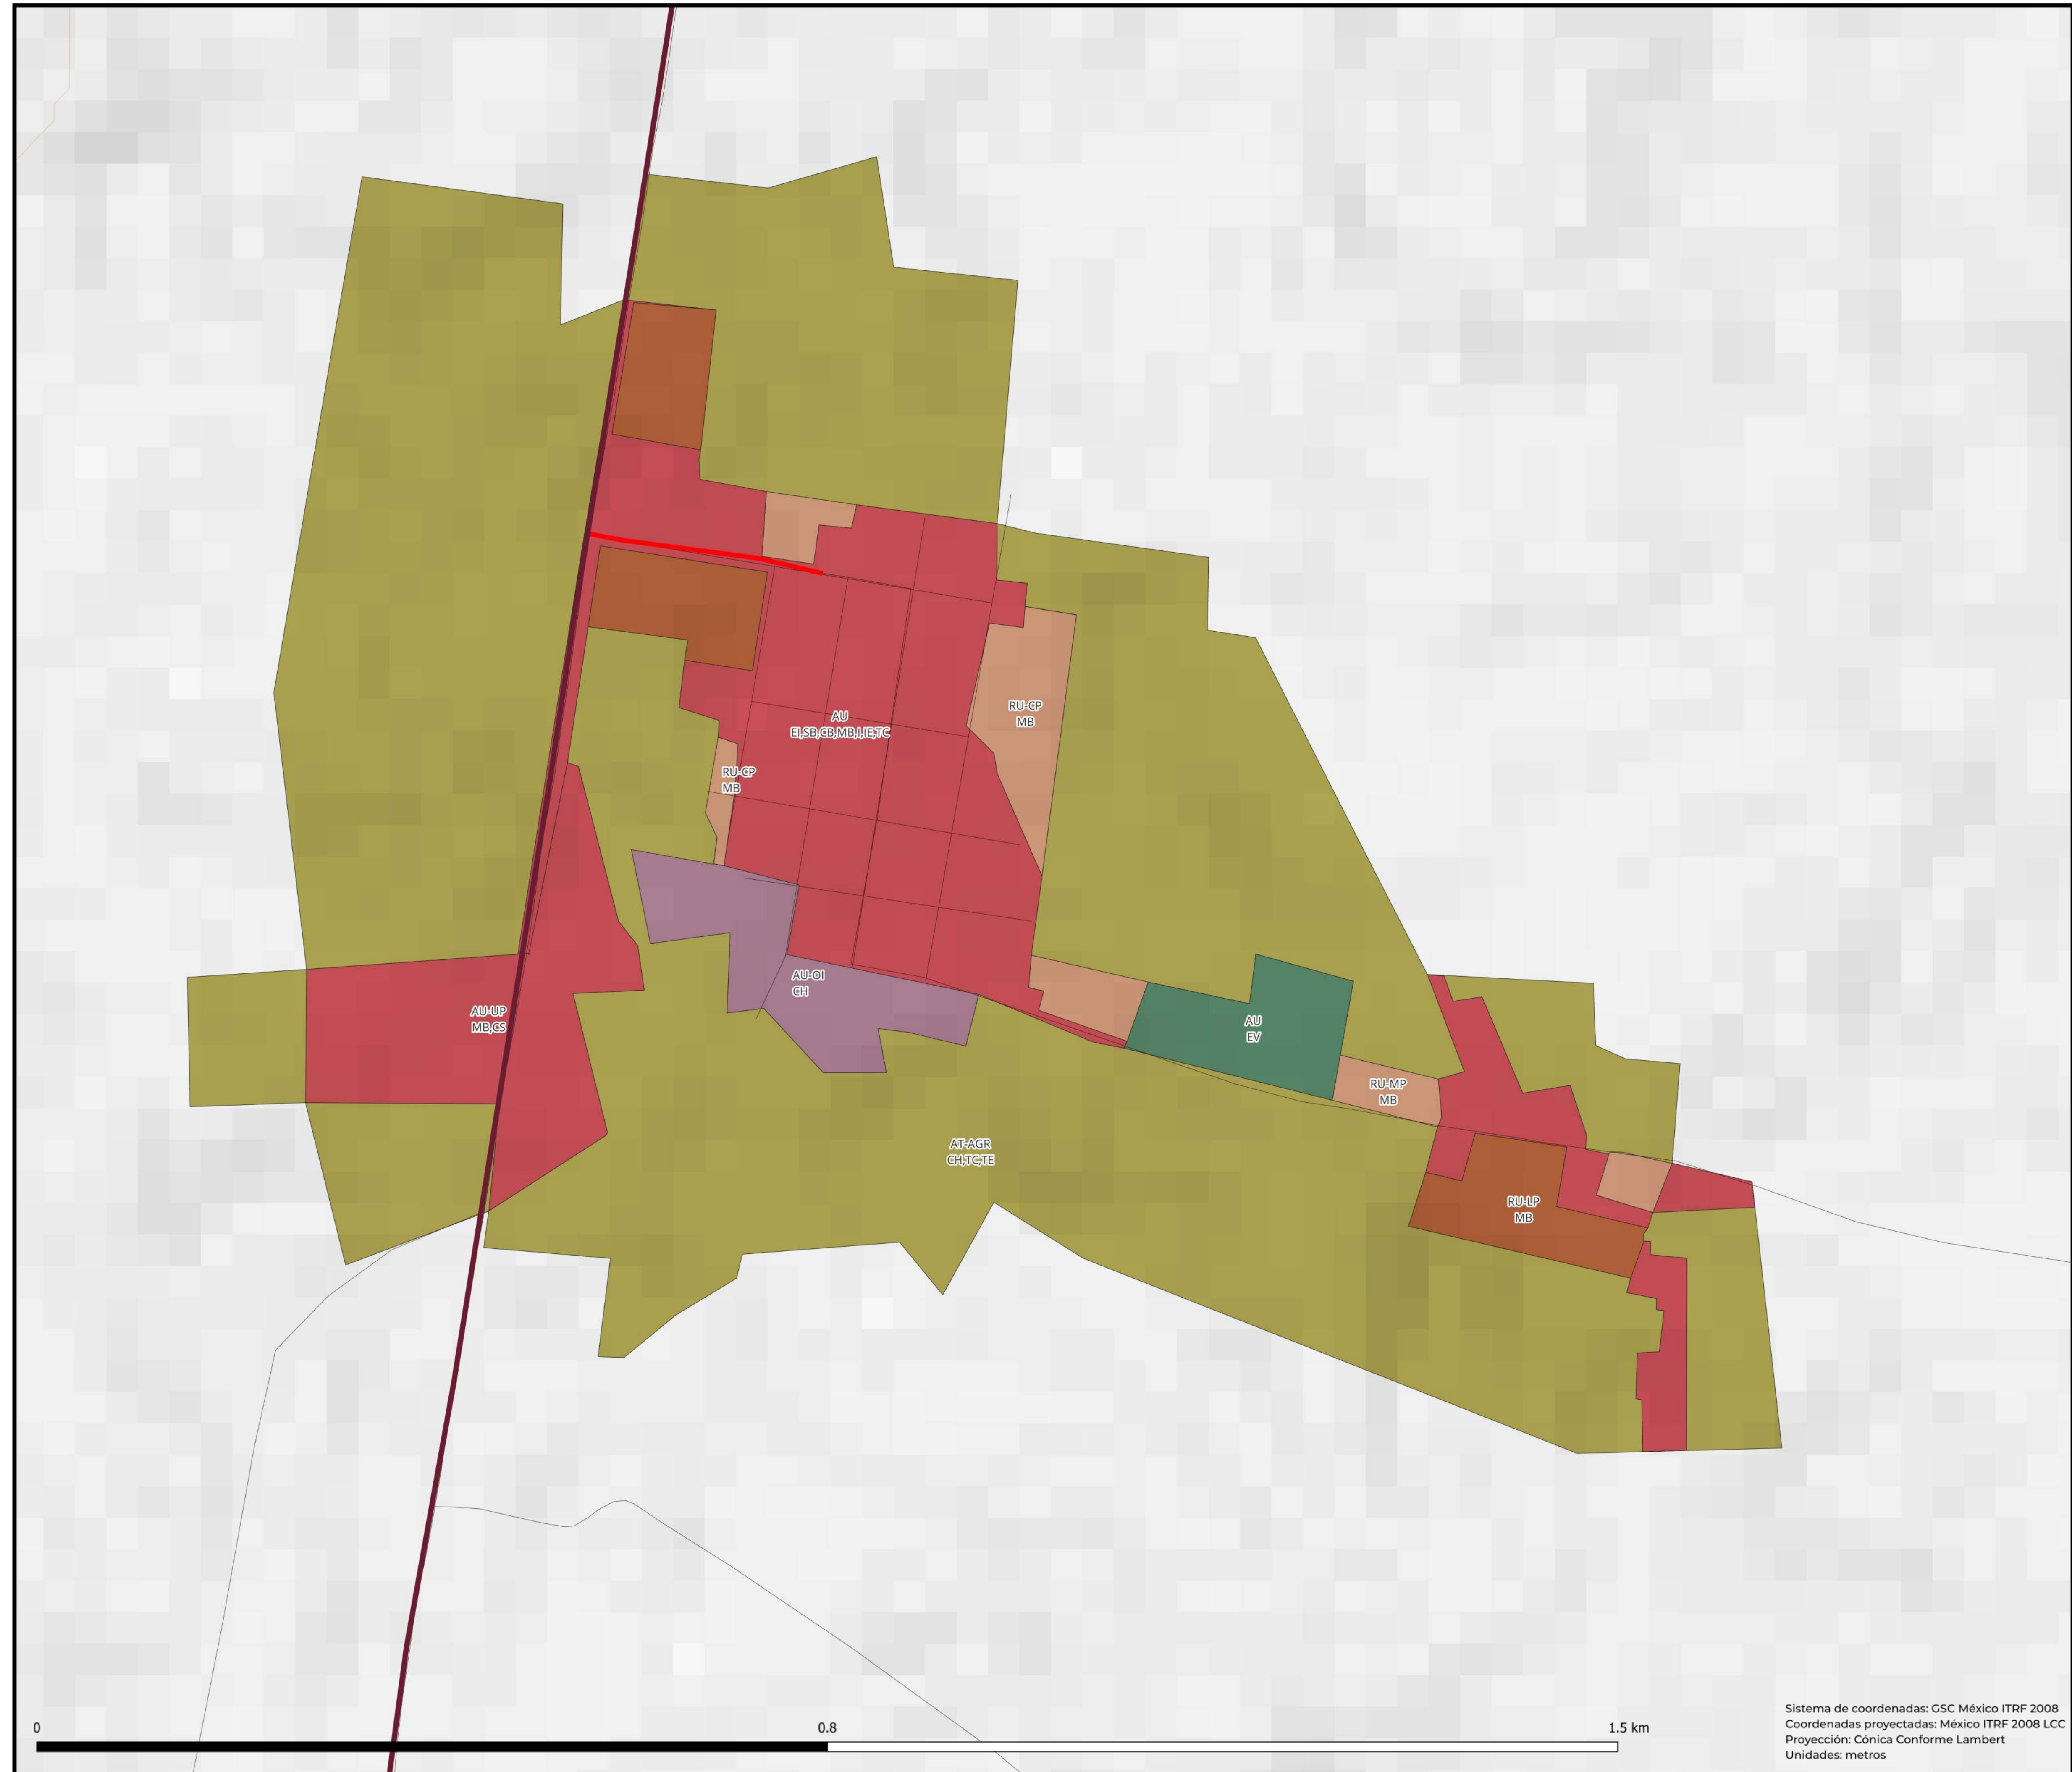 RU-CP
MB
AU
EI,SB,CB,MB,I,IE,TC
RU-CP
MB
AU-OI
CH
AU-UP
MB,CS
AU
EV
RU-MP
MB
AT-AGR
CH,TC,TE
RU-LP
MB
0
0.8
1.5 km
Sistema de coordenadas: GSC México ITRF 2008
Coordenadas proyectadas: México ITRF 2008 LCC
Proyección: Cónica Conforme Lambert
Unidades: metros